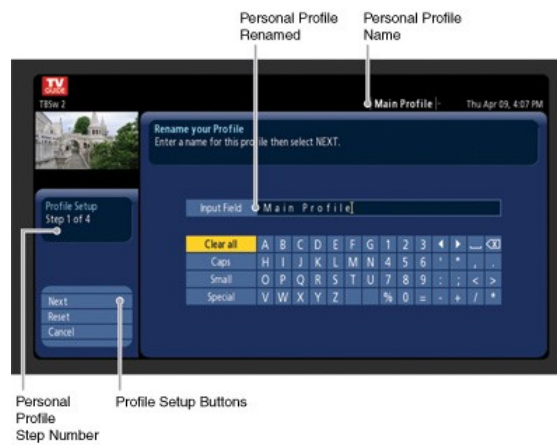 Personal Profile
Renamed
Personal Profile
Name
TV
GUIDE
TBSw 2
Main Profile
Thu Apr 09, 4:07 PM
Rename your Profile
Enter a name for this profile then select NEXT.
Profile Setup
Step 1 of 4
Input Field Main Profile
Clear all A B C D E F G 1 2 3
Caps H I J K L M N 4 5 6 ' " , .
Small O P Q R S T U 7 8 9 : ; < >
Special V W X Y Z % 0 = - + / *
Next
Reset
Cancel
Personal
Profile
Step Number
Profile Setup Buttons